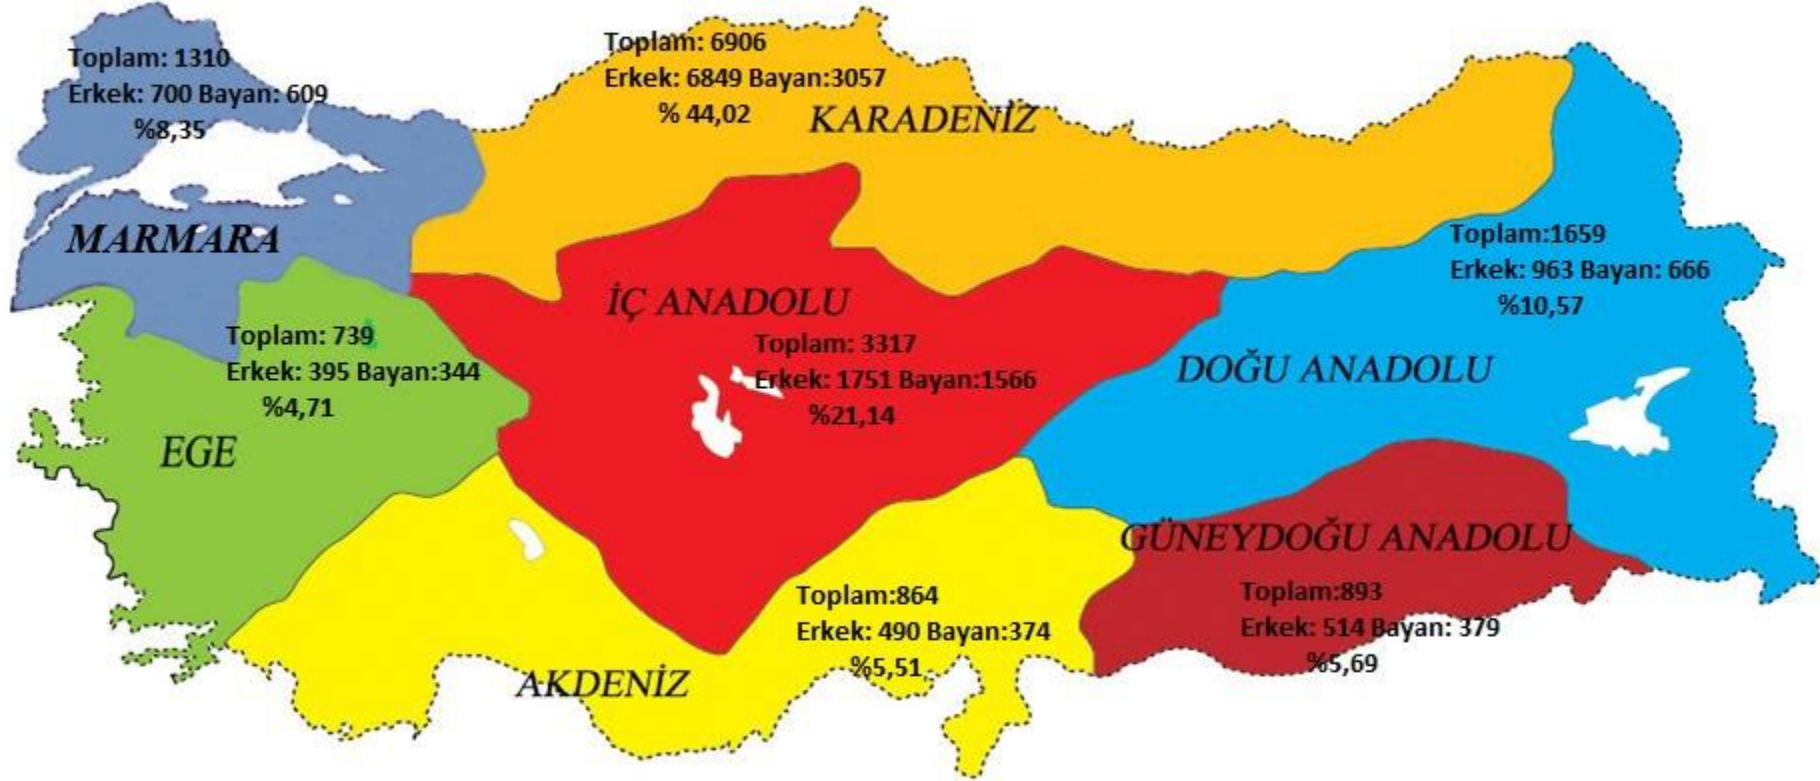 Toplam: 1310
Erkek: 700 Bayan: 609
%8,35
MARMARA
Toplam: 6906
Erkek: 6849 Bayan:3057
% 44,02
KARADENİZ
Toplam:1659
Erkek: 963 Bayan: 666
%10,57
DOĞU ANADOLU
İÇ ANADOLU
Toplam: 3317
Erkek: 1751 Bayan:1566
%21,14
Toplam: 739
Erkek: 395 Bayan:344
%4,71
EGE
Toplam:864
Erkek: 490 Bayan:374
%5,51
AKDENİZ
GÜNEYDOĞU ANADOLU
Toplam:893
Erkek: 514 Bayan: 379
%5,69